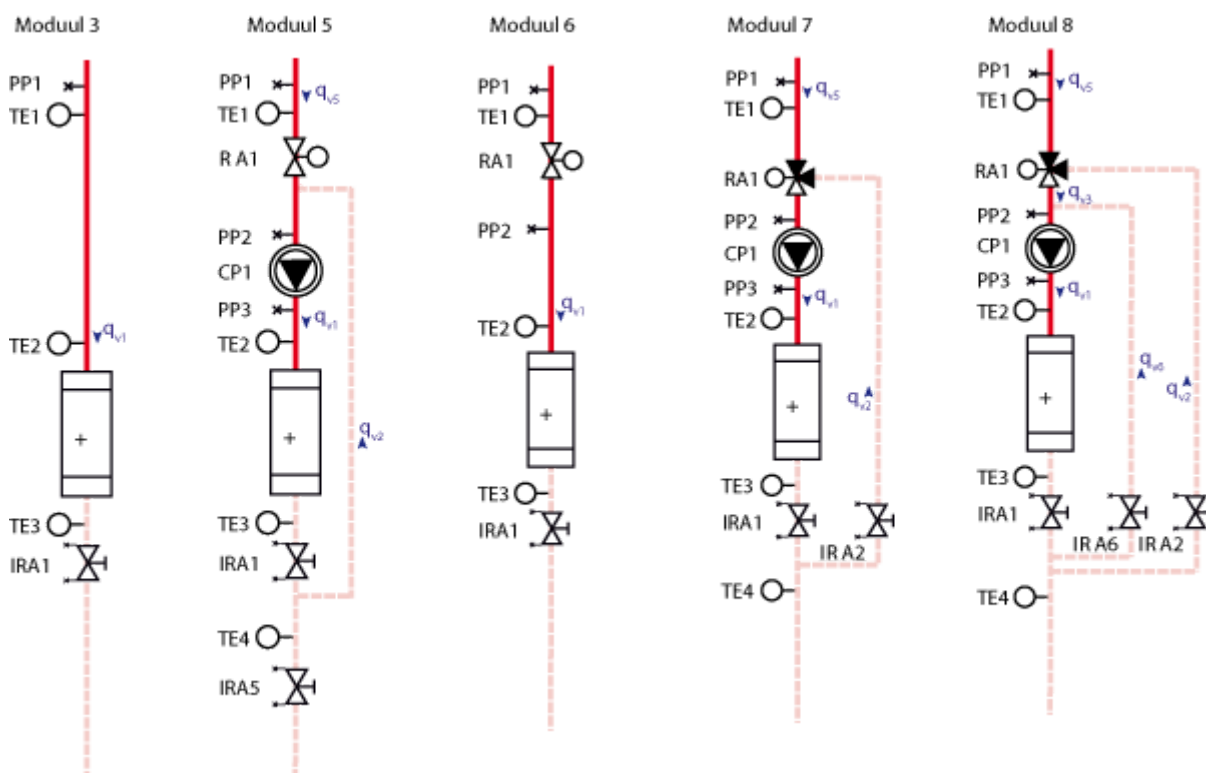 Moduul 3
PP1
TE1
TE2
qv1
TE3
IRA1
Moduul 5
PP1
qv5
TE1
R A1
PP2
CP1
PP3
qv1
TE2
qv2
TE3
IRA1
TE4
IRA5
Moduul 6
PP1
TE1
RA1
PP2
TE2
qv1
TE3
IRA1
Moduul 7
PP1
qv5
TE1
RA1
PP2
CP1
PP3
qv1
TE2
qv2
TE3
IRA1
IR A2
TE4
Moduul 8
PP1
qv5
TE1
RA1
qv3
PP2
CP1
PP3
qv1
TE2
qv6
qv2
TE3
IRA1
IR A6 IR A2
TE4